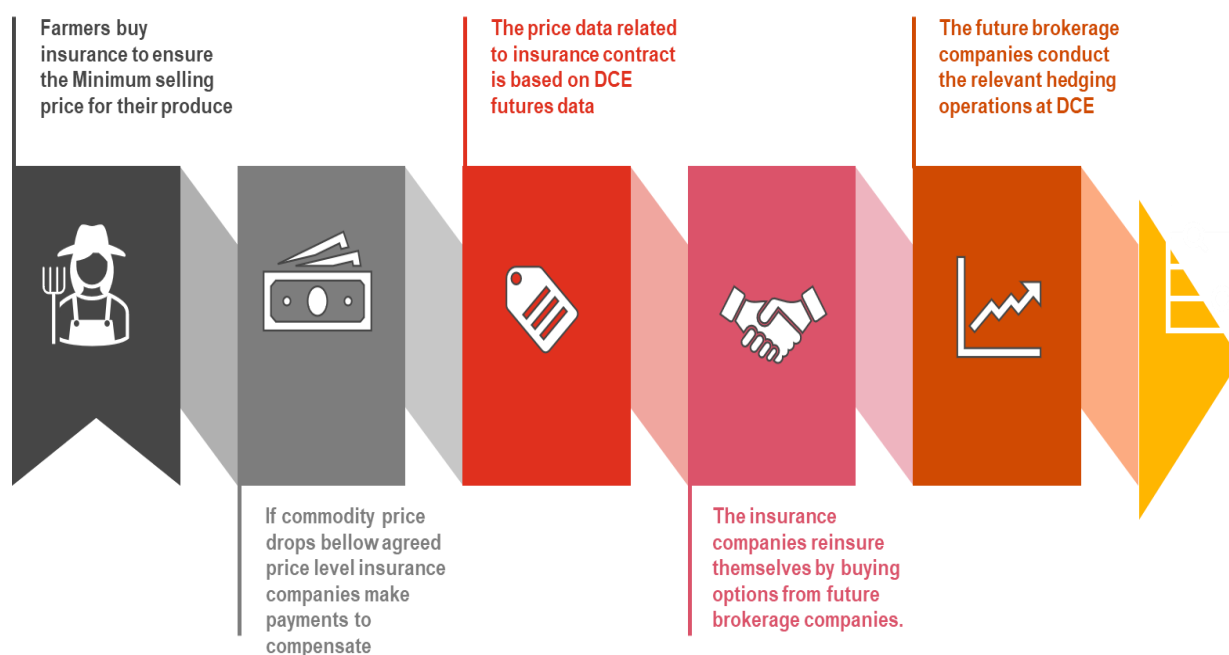 Farmers buy
insurance to ensure
the Minimum selling
price for their produce
If commodity price
drops bellow agreed
price level insurance
companies make
payments to
compensate
The price data related
to insurance contract
is based on DCE
futures data
The insurance
companies reinsure
themselves by buying
options from future
brokerage companies.
The future brokerage
companies conduct
the relevant hedging
operations at DCE